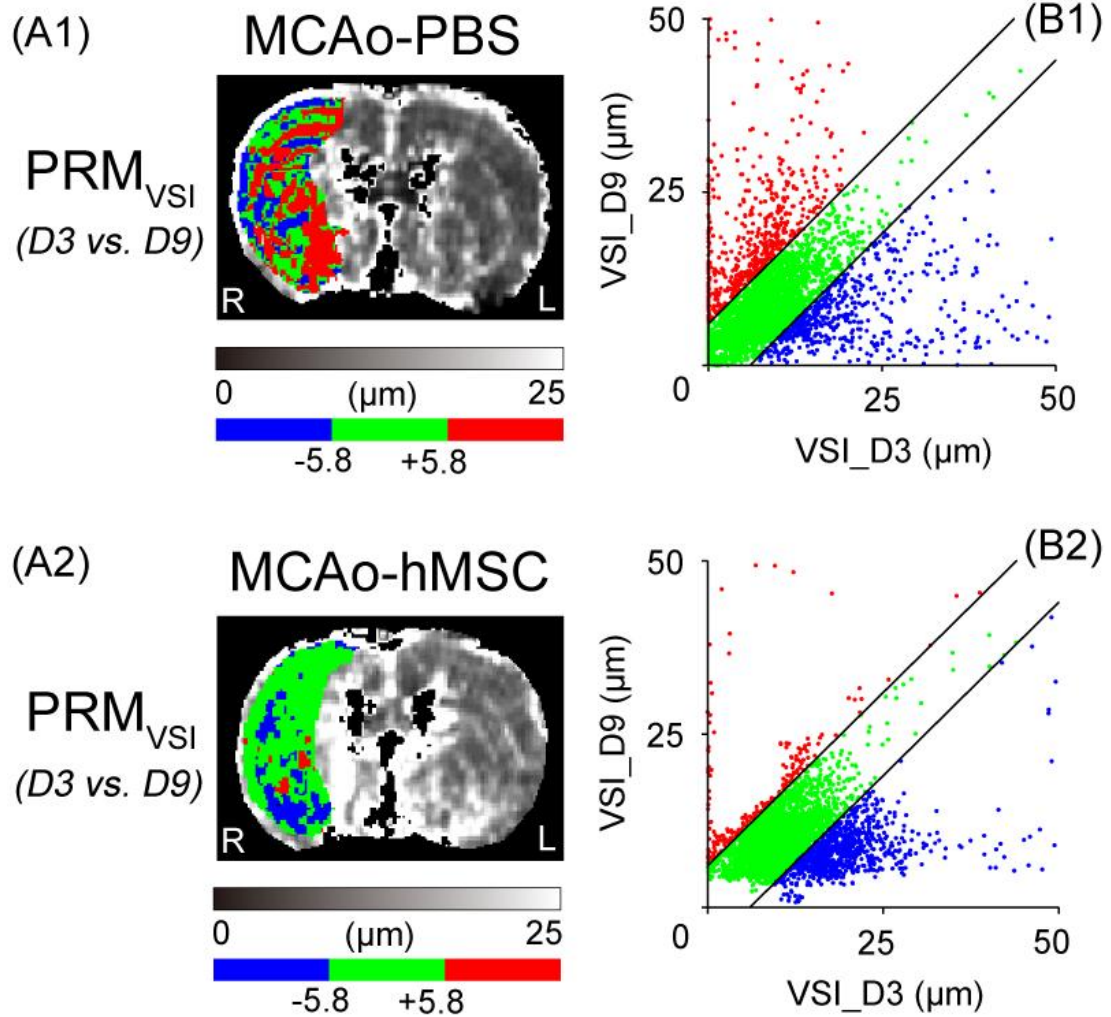 (A1)
MCAo-PBS
PRM_VSI
(D3 vs. D9)
R
L
0
(µm)
25
-5.8
+5.8
(B1)
50
25
0
25
50
VSI_D9 (µm)
VSI_D3 (µm)
(A2)
MCAo-hMSC
PRM_VSI
(D3 vs. D9)
R
L
0
(µm)
25
-5.8
+5.8
(B2)
50
25
0
25
50
VSI_D9 (µm)
VSI_D3 (µm)